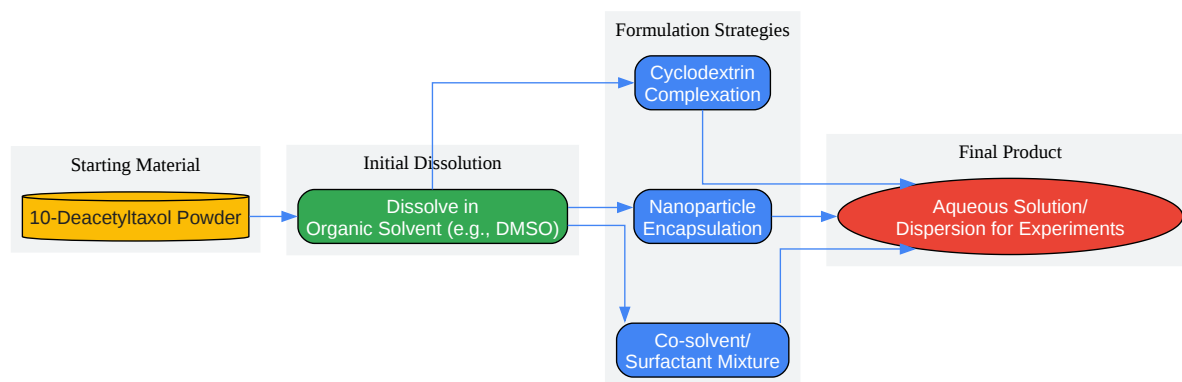 Starting Material
10-Deacetyltaxol Powder
Initial Dissolution
Dissolve in
Organic Solvent (e.g., DMSO)
Formulation Strategies
Cyclodextrin
Complexation
Nanoparticle
Encapsulation
Co-solvent/
Surfactant Mixture
Final Product
Aqueous Solution/
Dispersion for Experiments